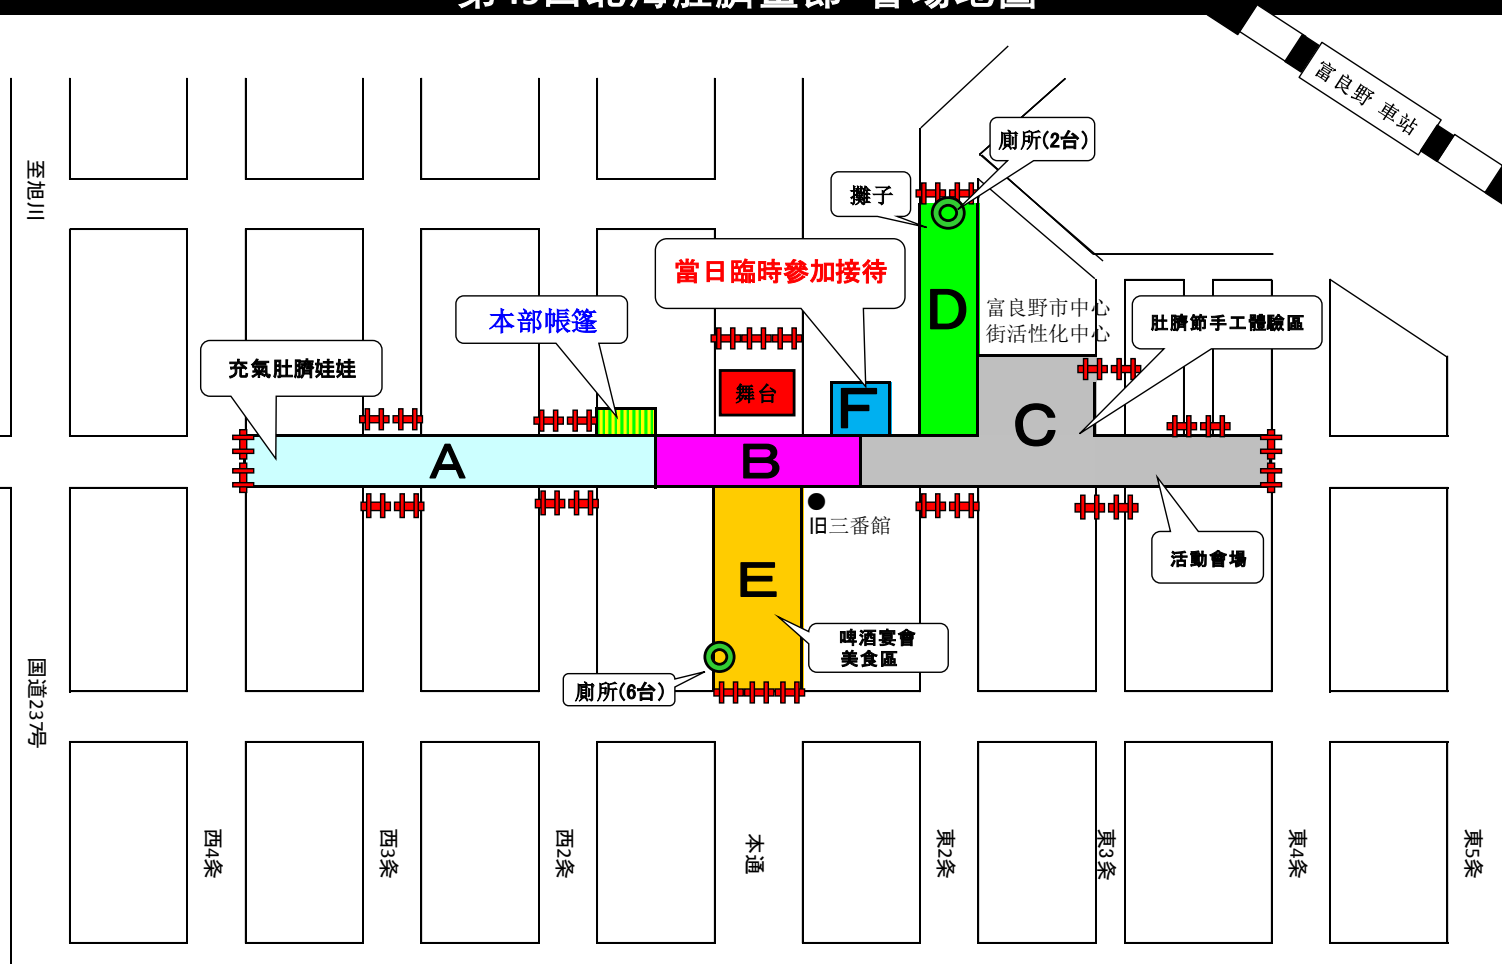 富良野 車站
至旭川
廁所(2台)
攤子
當日臨時參加接待
本部帳篷
D
富良野市中心
街活性化中心
肚臍節手工體驗區
充氣肚臍娃娃
舞台
F
C
A
B
旧三番館
活動會場
E
啤酒宴會
美食區
廁所(6台)
国道237号
西4条
西3条
西2条
本通
東2条
東3条
東4条
東5条